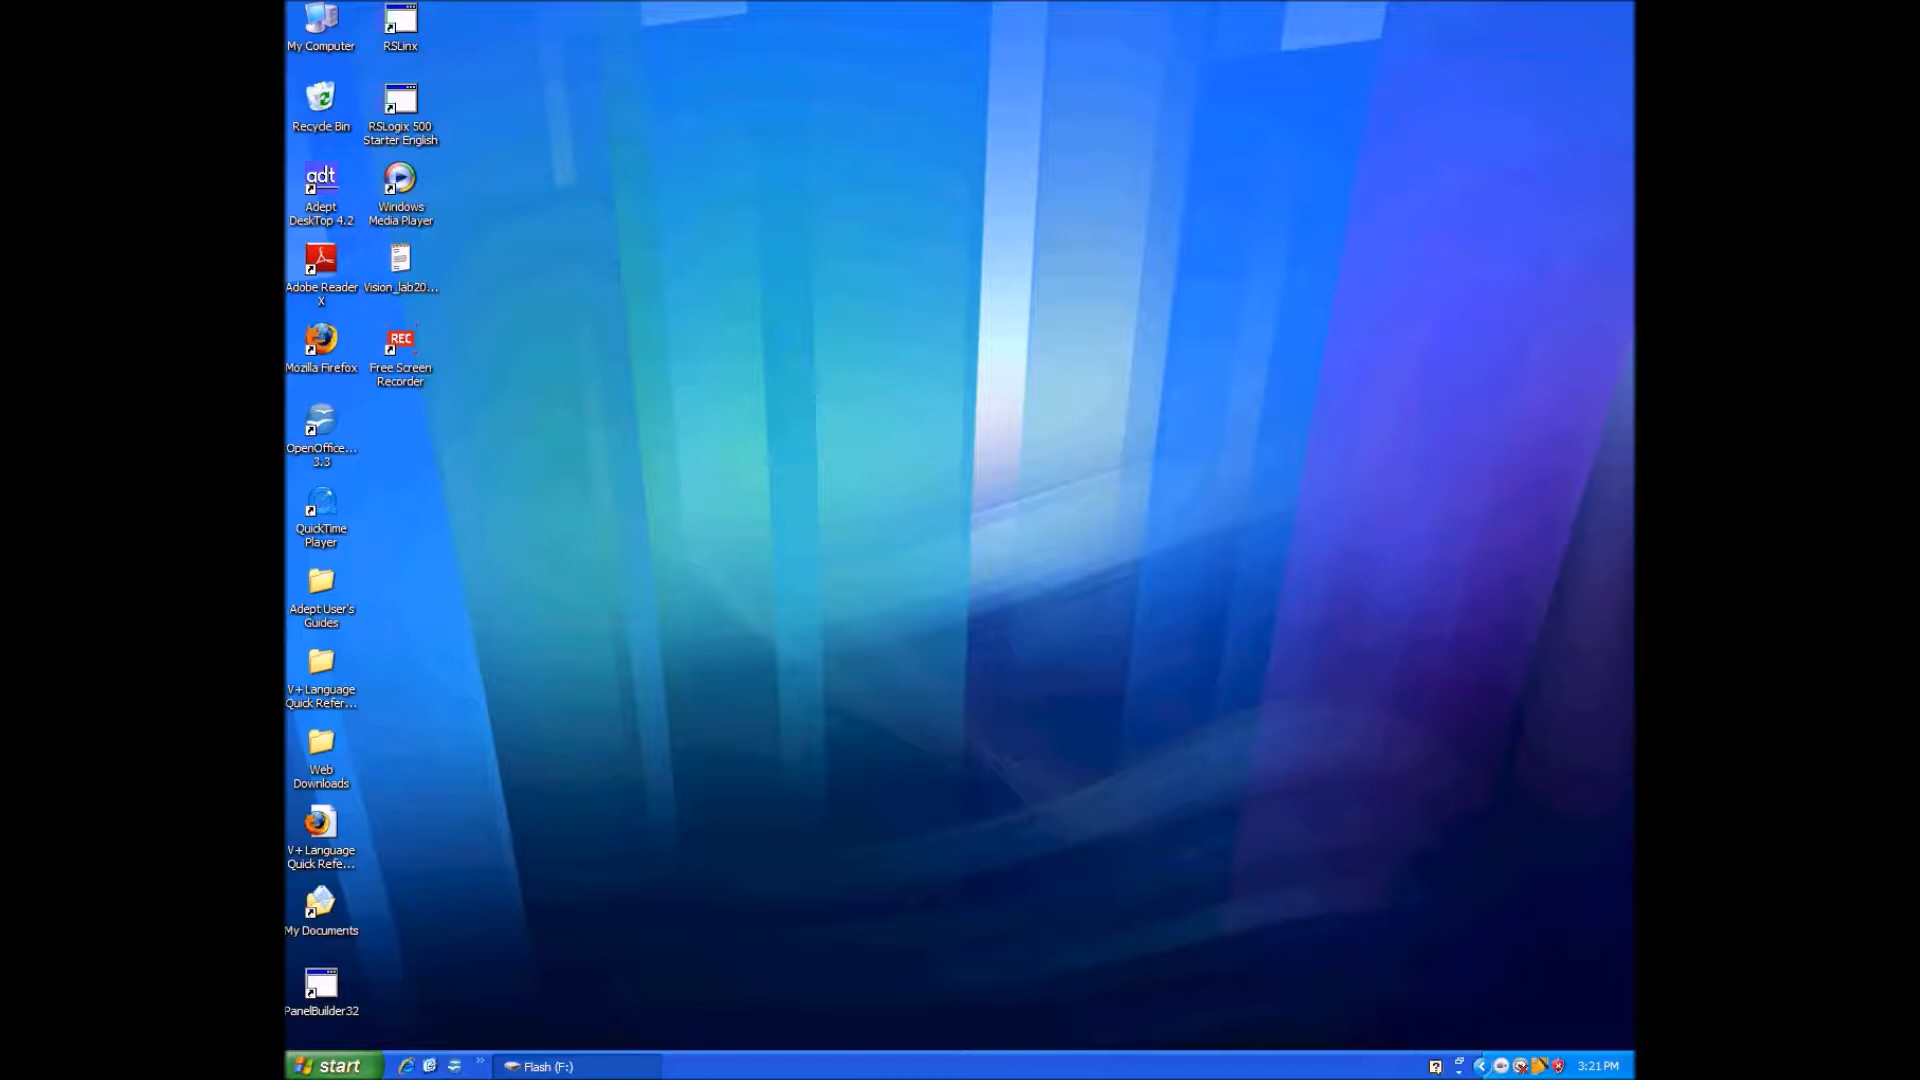 My Computer
RSLinx
Recycle Bin
RSLogix 500
Starter English
adt
Adept
DeskTop 4.2
Windows
Media Player
Adobe Reader
X
Vision_lab20...
Mozilla Firefox
REC
Free Screen
Recorder
OpenOffice...
3.3
QuickTime
Player
Adept User's
Guides
V+ Language
Quick Refer...
Web
Downloads
V+ Language
Quick Refe...
My Documents
PanelBuilder32
start
Flash (F:)
3:21 PM